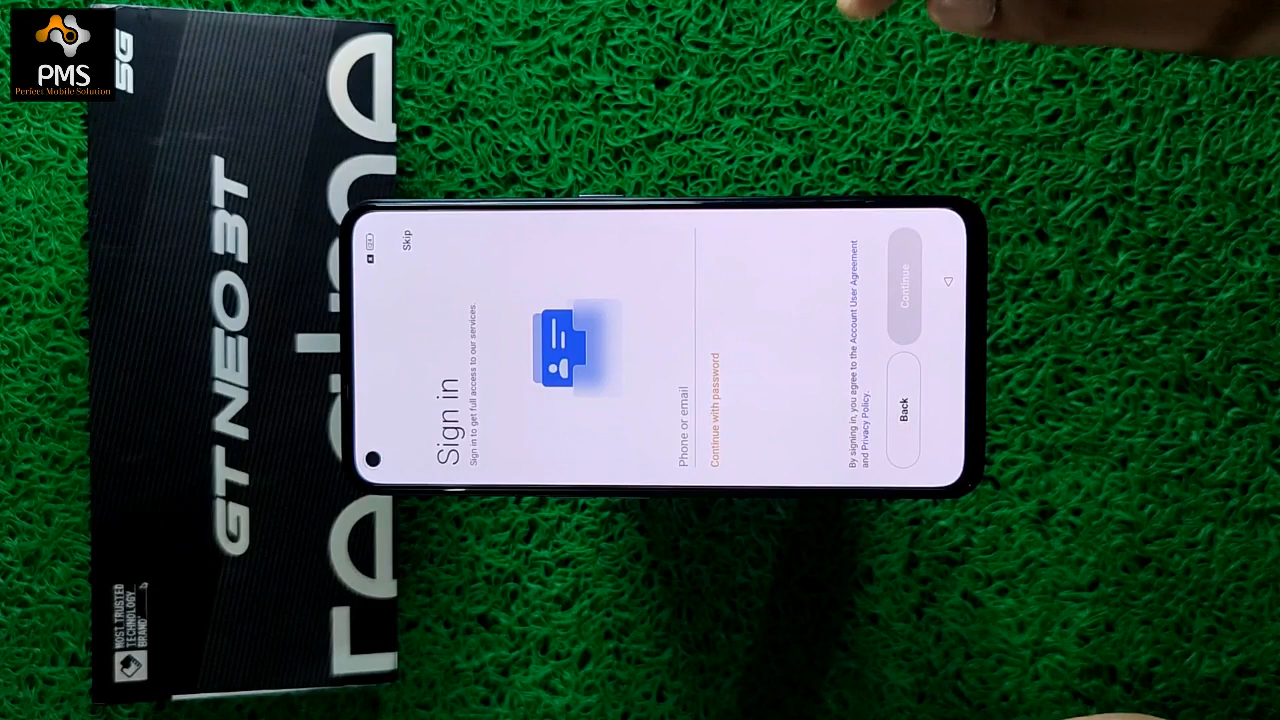 PMS
Perfect Mobile Solution
5G
GT NEO 3T
realme
MOST TRUSTED
TECHNOLOGY
BRAND
Skip
Sign in
Sign in to get full access to our services.
Phone or email
Continue with password
By signing in, you agree to the Account User Agreement
and Privacy Policy.
Back
Continue